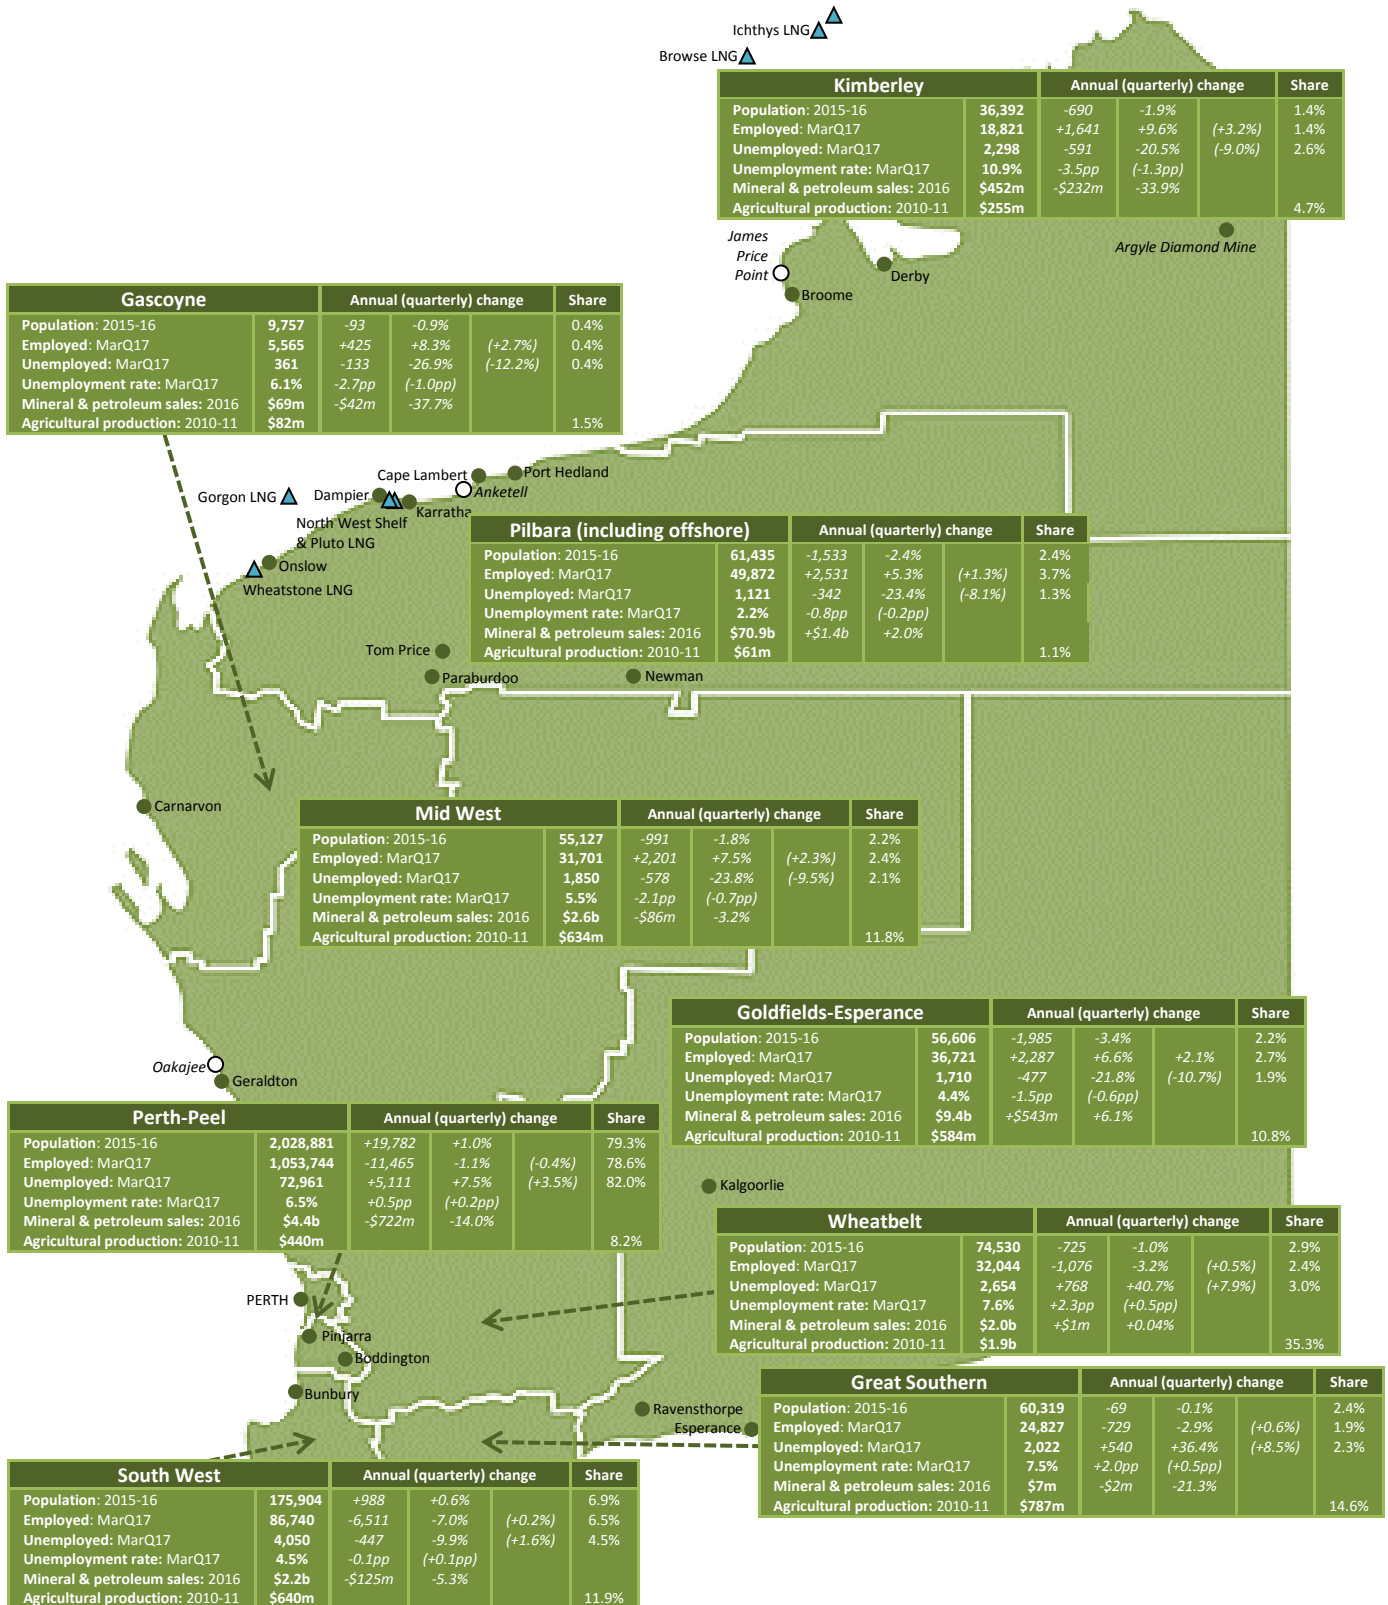 Ichthys LNG
Browse LNG
Kimberley Annual (quarterly) change Share
Population: 2015-16 36,392 -690 -1.9% 1.4%
Employed: MarQ17 18,821 +1,641 +9.6% (+3.2%) 1.4%
Unemployed: MarQ17 2,298 -591 -20.5% (-9.0%) 2.6%
Unemployment rate: MarQ17 10.9% -3.5pp (-1.3pp)
Mineral & petroleum sales: 2016 $452m -$232m -33.9%
Agricultural production: 2010-11 $255m 4.7%
James
Price
Point
Argyle Diamond Mine
Derby
Broome
Gascoyne Annual (quarterly) change Share
Population: 2015-16 9,757 -93 -0.9% 0.4%
Employed: MarQ17 5,565 +425 +8.3% (+2.7%) 0.4%
Unemployed: MarQ17 361 -133 -26.9% (-12.2%) 0.4%
Unemployment rate: MarQ17 6.1% -2.7pp (-1.0pp)
Mineral & petroleum sales: 2016 $69m -$42m -37.7%
Agricultural production: 2010-11 $82m 1.5%
Cape Lambert
Port Hedland
Anketell
Gorgon LNG
Dampier
Karratha
North West Shelf
& Pluto LNG
Onslow
Wheatstone LNG
Pilbara (including offshore) Annual (quarterly) change Share
Population: 2015-16 61,435 -1,533 -2.4% 2.4%
Employed: MarQ17 49,872 +2,531 +5.3% (+1.3%) 3.7%
Unemployed: MarQ17 1,121 -342 -23.4% (-8.1%) 1.3%
Unemployment rate: MarQ17 2.2% -0.8pp (-0.2pp)
Mineral & petroleum sales: 2016 $70.9b +$1.4b +2.0%
Agricultural production: 2010-11 $61m 1.1%
Tom Price
Paraburdoo
Newman
Carnarvon
Mid West Annual (quarterly) change Share
Population: 2015-16 55,127 -991 -1.8% 2.2%
Employed: MarQ17 31,701 +2,201 +7.5% (+2.3%) 2.4%
Unemployed: MarQ17 1,850 -578 -23.8% (-9.5%) 2.1%
Unemployment rate: MarQ17 5.5% -2.1pp (-0.7pp)
Mineral & petroleum sales: 2016 $2.6b -$86m -3.2%
Agricultural production: 2010-11 $634m 11.8%
Goldfields-Esperance Annual (quarterly) change Share
Population: 2015-16 56,606 -1,985 -3.4% 2.2%
Employed: MarQ17 36,721 +2,287 +6.6% +2.1% 2.7%
Unemployed: MarQ17 1,710 -477 -21.8% (-10.7%) 1.9%
Unemployment rate: MarQ17 4.4% -1.5pp (-0.6pp)
Mineral & petroleum sales: 2016 $9.4b +$543m +6.1%
Agricultural production: 2010-11 $584m 10.8%
Oakajee
Geraldton
Perth-Peel Annual (quarterly) change Share
Population: 2015-16 2,028,881 +19,782 +1.0% 79.3%
Employed: MarQ17 1,053,744 -11,465 -1.1% (-0.4%) 78.6%
Unemployed: MarQ17 72,961 +5,111 +7.5% (+3.5%) 82.0%
Unemployment rate: MarQ17 6.5% +0.5pp (+0.2pp)
Mineral & petroleum sales: 2016 $4.4b -$722m -14.0%
Agricultural production: 2010-11 $440m 8.2%
Kalgoorlie
Wheatbelt Annual (quarterly) change Share
Population: 2015-16 74,530 -725 -1.0% 2.9%
Employed: MarQ17 32,044 -1,076 -3.2% (+0.5%) 2.4%
Unemployed: MarQ17 2,654 +768 +40.7% (+7.9%) 3.0%
Unemployment rate: MarQ17 7.6% +2.3pp (+0.5pp)
Mineral & petroleum sales: 2016 $2.0b +$1m +0.04%
Agricultural production: 2010-11 $1.9b 35.3%
PERTH
Pinjarra
Boddington
Bunbury
Ravensthorpe
Esperance
Great Southern Annual (quarterly) change Share
Population: 2015-16 60,319 -69 -0.1% 2.4%
Employed: MarQ17 24,827 -729 -2.9% (+0.6%) 1.9%
Unemployed: MarQ17 2,022 +540 +36.4% (+8.5%) 2.3%
Unemployment rate: MarQ17 7.5% +2.0pp (+0.5pp)
Mineral & petroleum sales: 2016 $7m -$2m -21.3%
Agricultural production: 2010-11 $787m 14.6%
South West Annual (quarterly) change Share
Population: 2015-16 175,904 +988 +0.6% 6.9%
Employed: MarQ17 86,740 -6,511 -7.0% (+0.2%) 6.5%
Unemployed: MarQ17 4,050 -447 -9.9% (+1.6%) 4.5%
Unemployment rate: MarQ17 4.5% -0.1pp (+0.1pp)
Mineral & petroleum sales: 2016 $2.2b -$125m -5.3%
Agricultural production: 2010-11 $640m 11.9%